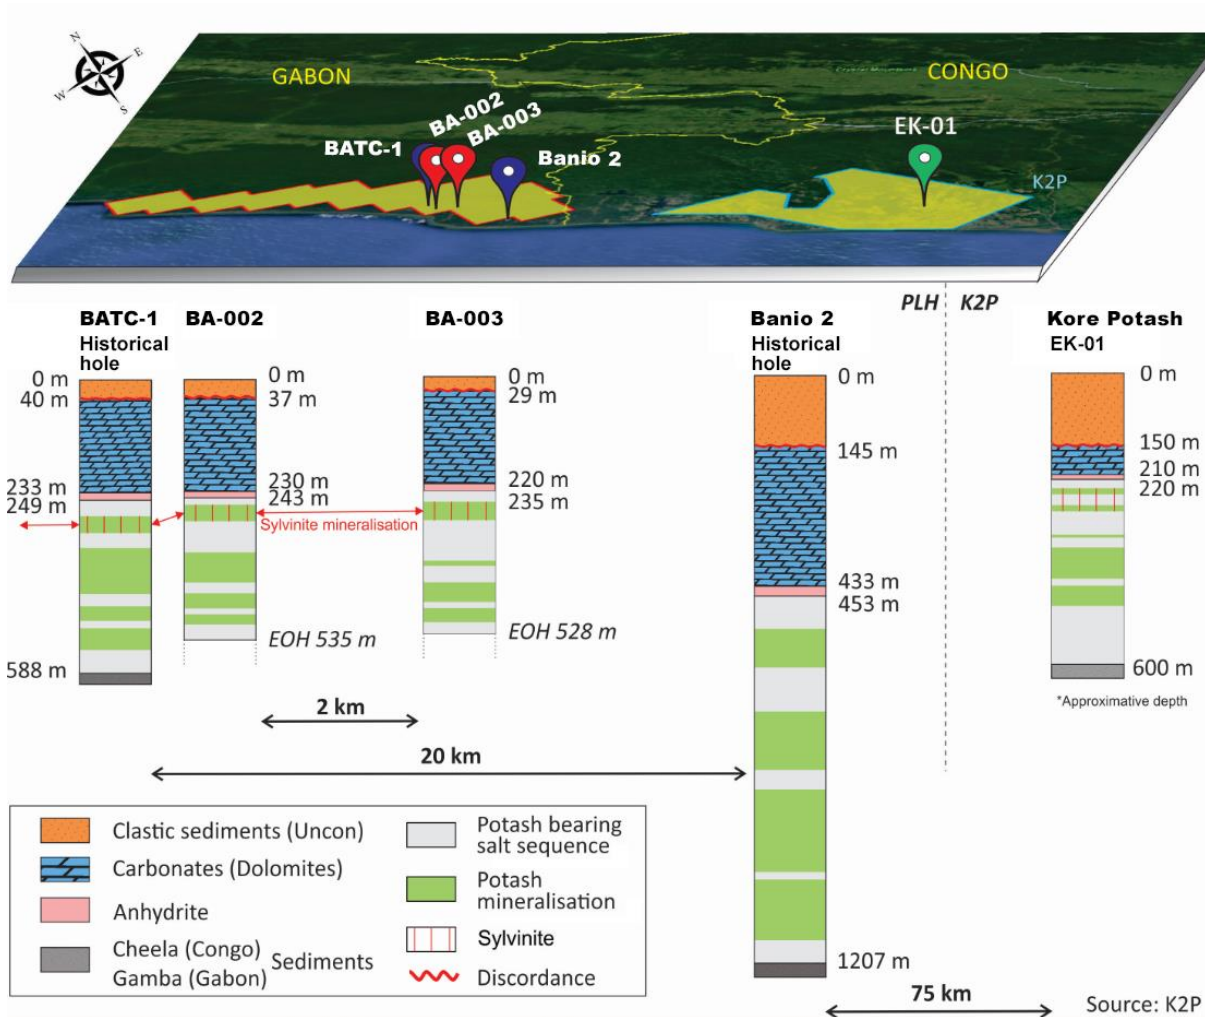 N
E
W
S
GABON
CONGO
BA-002
BA-003
BATC-1
Banio 2
EK-01
K2P
PLH
K2P
BATC-1
Historical
hole
0 m
40 m
233 m
249 m
588 m
BA-002
0 m
37 m
230 m
243 m
EOH 535 m
Sylvinite mineralisation
BA-003
0 m
29 m
220 m
235 m
EOH 528 m
Banio 2
Historical
hole
0 m
145 m
433 m
453 m
1207 m
Kore Potash
EK-01
0 m
150 m
210 m
220 m
600 m
*Approximative depth
2 km
20 km
75 km
Clastic sediments (Uncon)
Carbonates (Dolomites)
Anhydrite
Cheela (Congo)
Gamba (Gabon)
Sediments
Potash bearing
salt sequence
Potash
mineralisation
Sylvinite
Discordance
Source: K2P